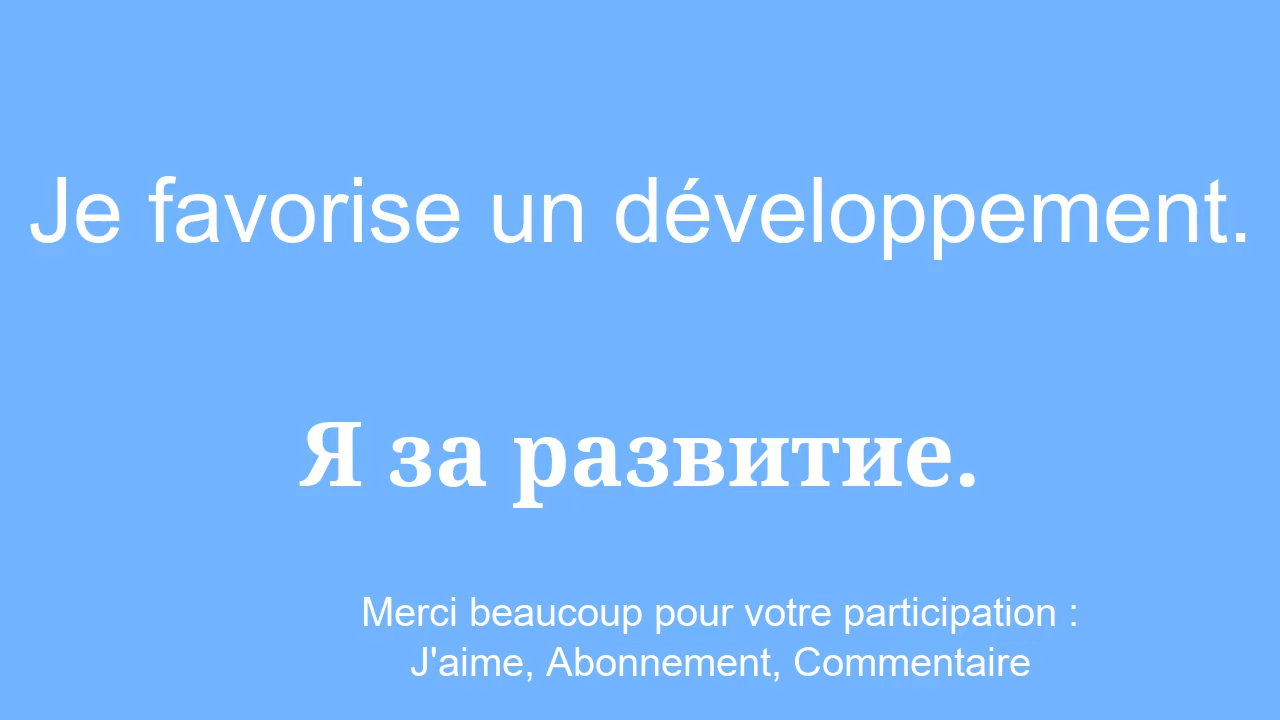 Je favorise un développement.
Я за развитие.
Merci beaucoup pour votre participation :
J'aime, Abonnement, Commentaire